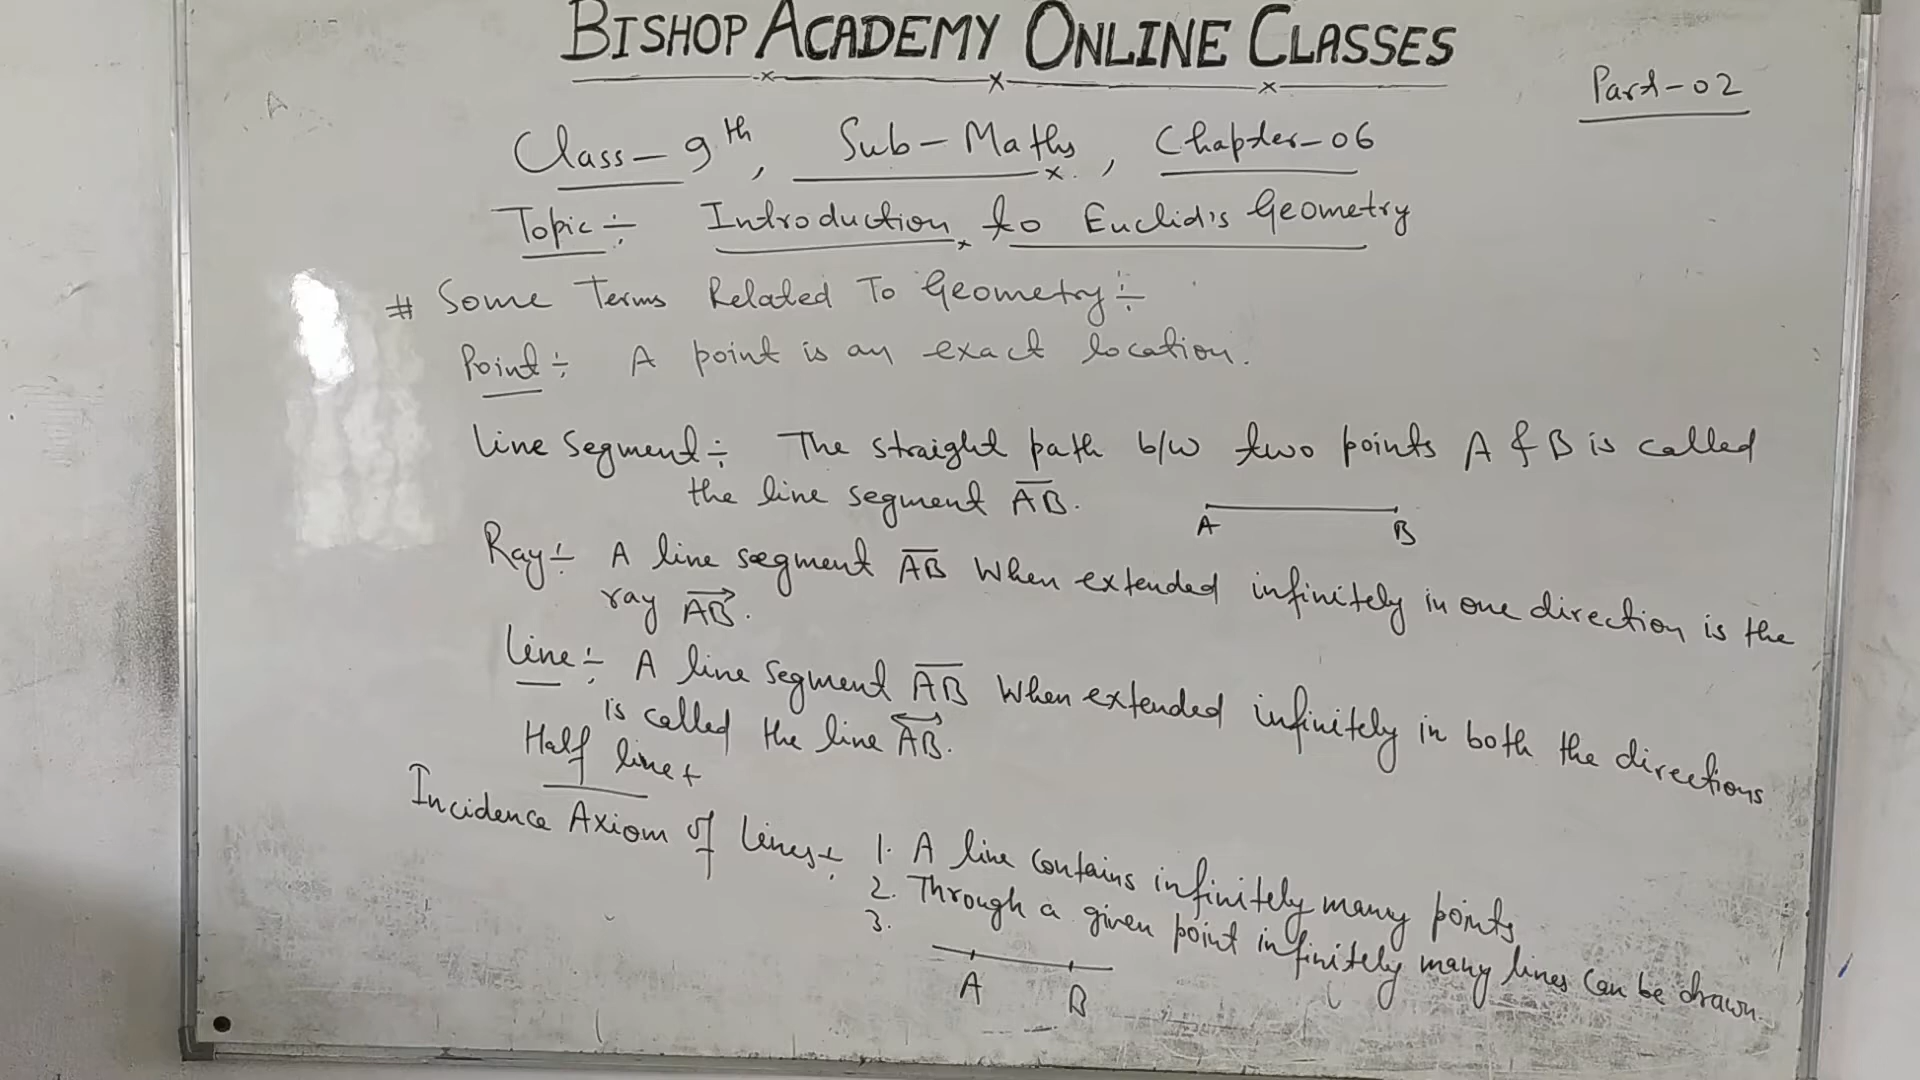 BISHOP ACADEMY ONLINE CLASSES
Part-02
Class-9th, Sub-Maths, Chapter-06
Topic÷ Introduction to Euclid's Geometry
# Some Terms Related To Geometry÷
Point÷ A point is an exact location.
Line segment÷ The straight path b/w two points A & B is called
the line segment A̅B̅.
A B
Ray÷ A line segment A̅B̅ When extended infinitely in one direction is the
ray AB⃗.
Line÷ A line segment A̅B̅ When extended infinitely in both the directions
is called the line AB⃡.
Half line÷
Incidence Axiom of lines÷ 1. A line contains infinitely many points
2. Through a given point infinitely many lines can be drawn.
3.
A B